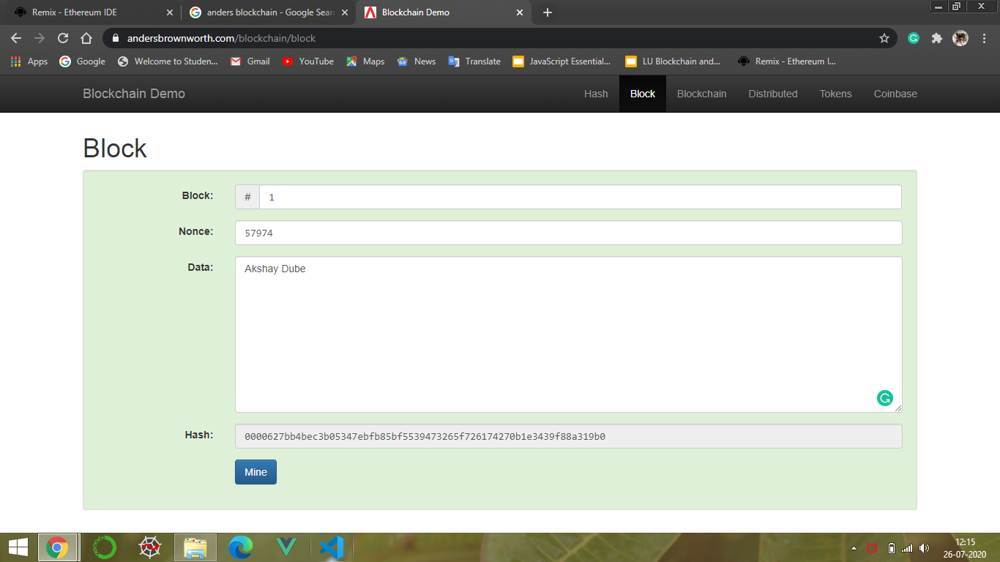 Remix - Ethereum IDE
anders blockchain - Google Sear
Blockchain Demo
andersbrownworth.com/blockchain/block
Apps
Google
Welcome to Studen...
Gmail
YouTube
Maps
News
Translate
JavaScript Essential...
LU Blockchain and...
Remix - Ethereum I...
Blockchain Demo
Hash
Block
Blockchain
Distributed
Tokens
Coinbase
Block
Block:
# 1
Nonce:
57974
Data:
Akshay Dube
Hash:
0000627bb4bec3b05347ebfb85bf5539473265f726174270b1e3439f88a319b0
Mine
12:15
26-07-2020